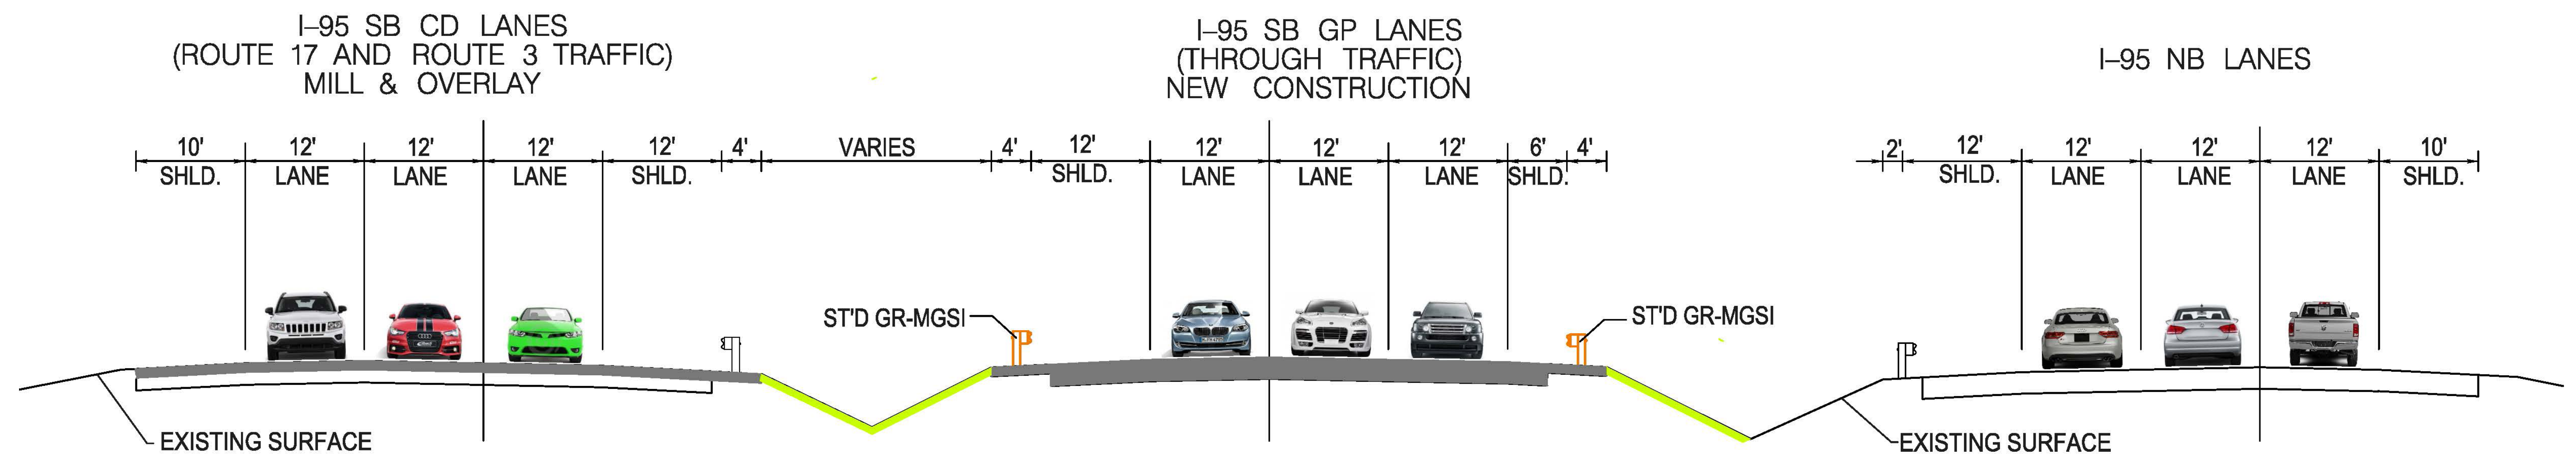 I–95 SB CD LANES
(ROUTE 17 AND ROUTE 3 TRAFFIC)
MILL & OVERLAY
I–95 SB GP LANES
(THROUGH TRAFFIC)
NEW CONSTRUCTION
I–95 NB LANES
10' 12' 12' 12' 12' 4' VARIES 4' 12' 12' 12' 12' 6' 4' 2' 12' 12' 12' 12' 10'
SHLD. LANE LANE LANE SHLD. SHLD. LANE LANE LANE SHLD. SHLD. LANE LANE LANE SHLD.
ST'D GR-MGSI
ST'D GR-MGSI
EXISTING SURFACE
EXISTING SURFACE